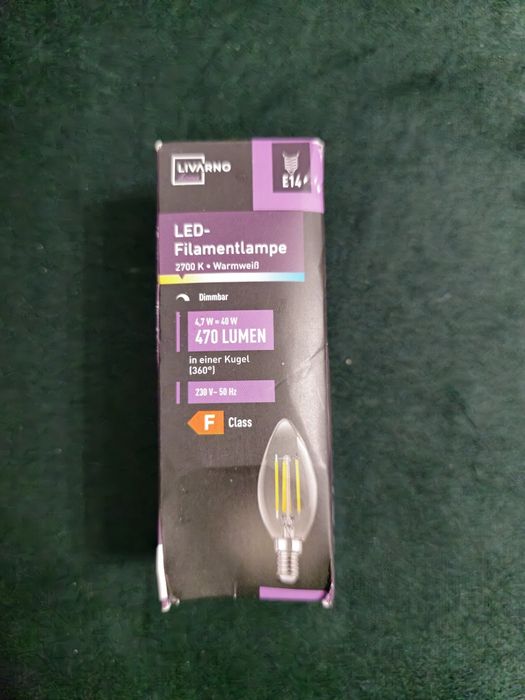 LIVARNO
home
E14
LED-
Filamentlampe
2700 K • Warmweiß
Dimmbar
4,7 W = 40 W
470 LUMEN
in einer Kugel
(360°)
230 V~ 50 Hz
F Class